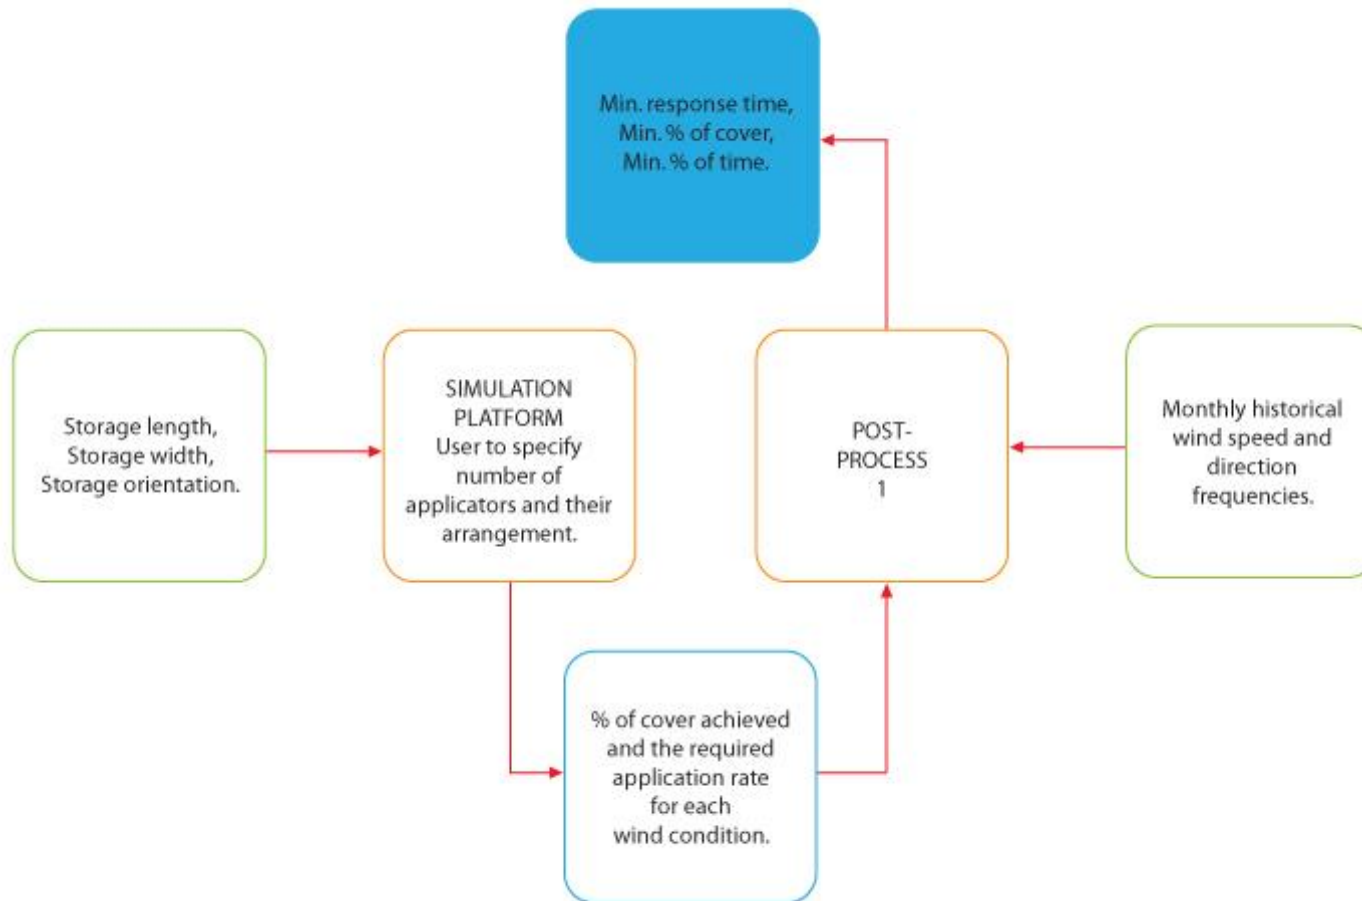 Min. response time,
Min. % of cover,
Min. % of time.
Storage length,
Storage width,
Storage orientation.
SIMULATION
PLATFORM
User to specify
number of
applicators and their
arrangement.
POST-
PROCESS
1
Monthly historical
wind speed and
direction
frequencies.
% of cover achieved
and the required
application rate
for each
wind condition.